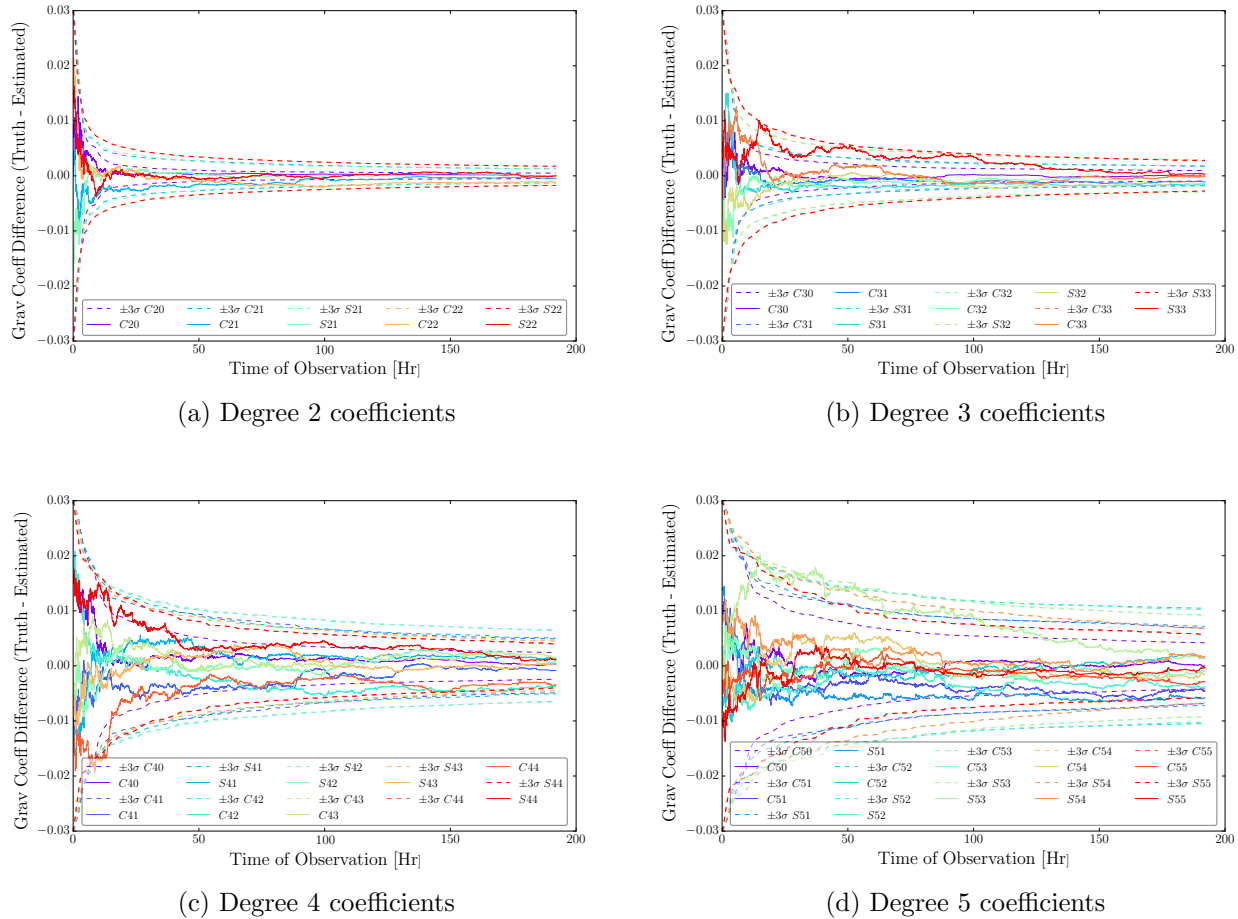 0.03
0.02
0.01
0.00
−0.01
−0.02
−0.03
0
50
100
150
200
Grav Coeff Difference (Truth - Estimated)
Time of Observation [Hr]
±3σ C20
C20
±3σ C21
C21
±3σ S21
S21
±3σ C22
C22
±3σ S22
S22
(a) Degree 2 coefficients
0.03
0.02
0.01
0.00
−0.01
−0.02
−0.03
0
50
100
150
200
Grav Coeff Difference (Truth - Estimated)
Time of Observation [Hr]
±3σ C30
C30
±3σ C31
C31
±3σ S31
S31
±3σ C32
C32
±3σ S32
S32
±3σ C33
C33
±3σ S33
S33
(b) Degree 3 coefficients
0.03
0.02
0.01
0.00
−0.01
−0.02
−0.03
0
50
100
150
200
Grav Coeff Difference (Truth - Estimated)
Time of Observation [Hr]
±3σ C40
C40
±3σ C41
C41
±3σ S41
S41
±3σ C42
C42
±3σ S42
S42
±3σ C43
C43
±3σ S43
S43
±3σ C44
C44
±3σ S44
S44
(c) Degree 4 coefficients
0.03
0.02
0.01
0.00
−0.01
−0.02
−0.03
0
50
100
150
200
Grav Coeff Difference (Truth - Estimated)
Time of Observation [Hr]
±3σ C50
C50
±3σ C51
C51
±3σ S51
S51
±3σ C52
C52
±3σ S52
S52
±3σ C53
C53
±3σ S53
S53
±3σ C54
C54
±3σ S54
S54
±3σ C55
C55
±3σ S55
S55
(d) Degree 5 coefficients